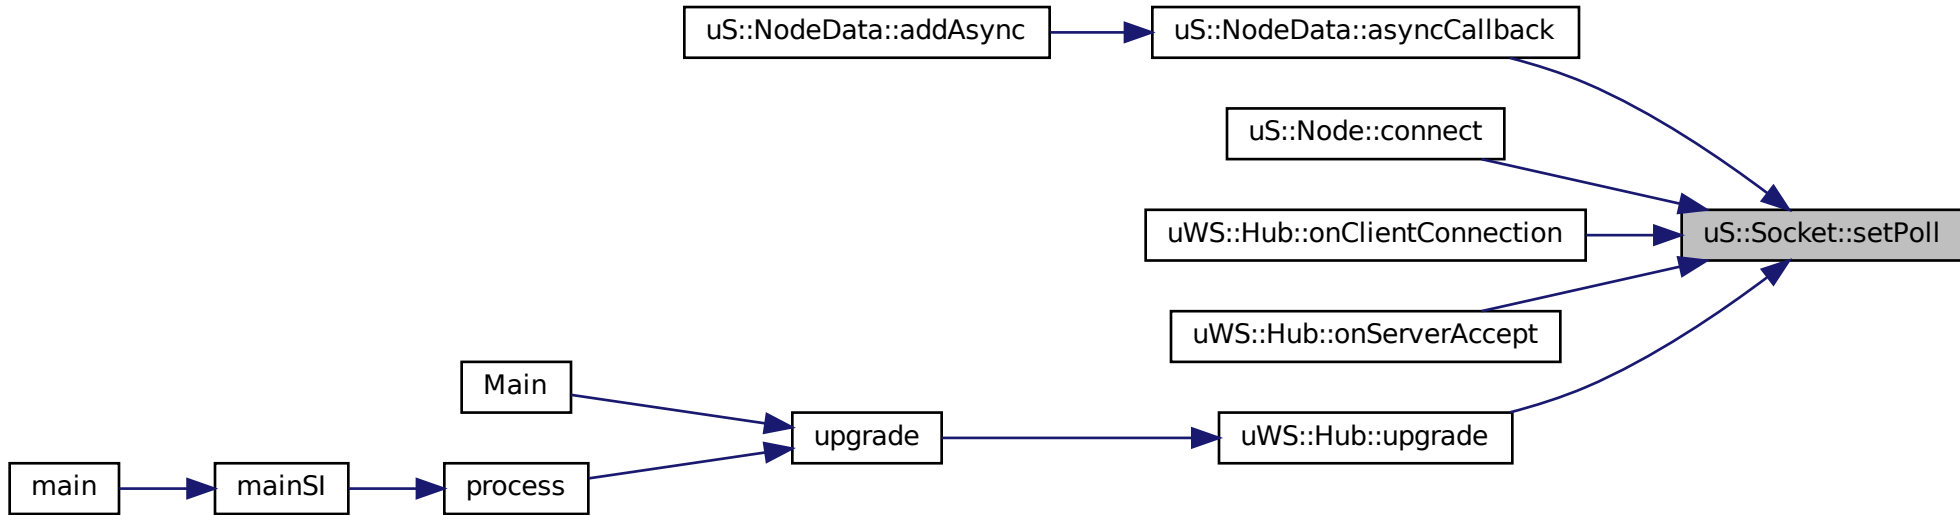 uS::NodeData::addAsync
uS::NodeData::asyncCallback
uS::Node::connect
uWS::Hub::onClientConnection
uS::Socket::setPoll
uWS::Hub::onServerAccept
Main
upgrade
uWS::Hub::upgrade
main
mainSI
process